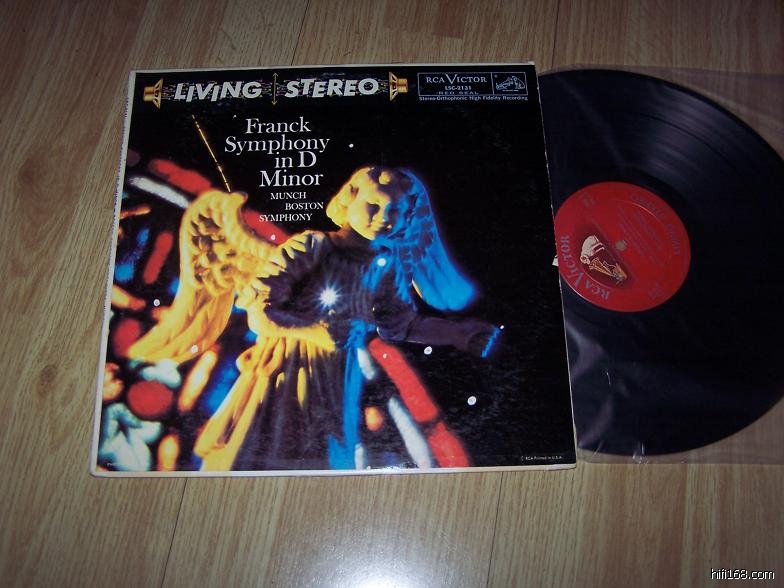 LIVING STEREO
RCA VICTOR
LSC-2131
RED SEAL
Stereo-Orthophonic High Fidelity Recording
Franck
Symphony
in D
Minor
MUNCH
BOSTON
SYMPHONY
RCA VICTOR
© RCA Printed in U.S.A.
hifi168.com